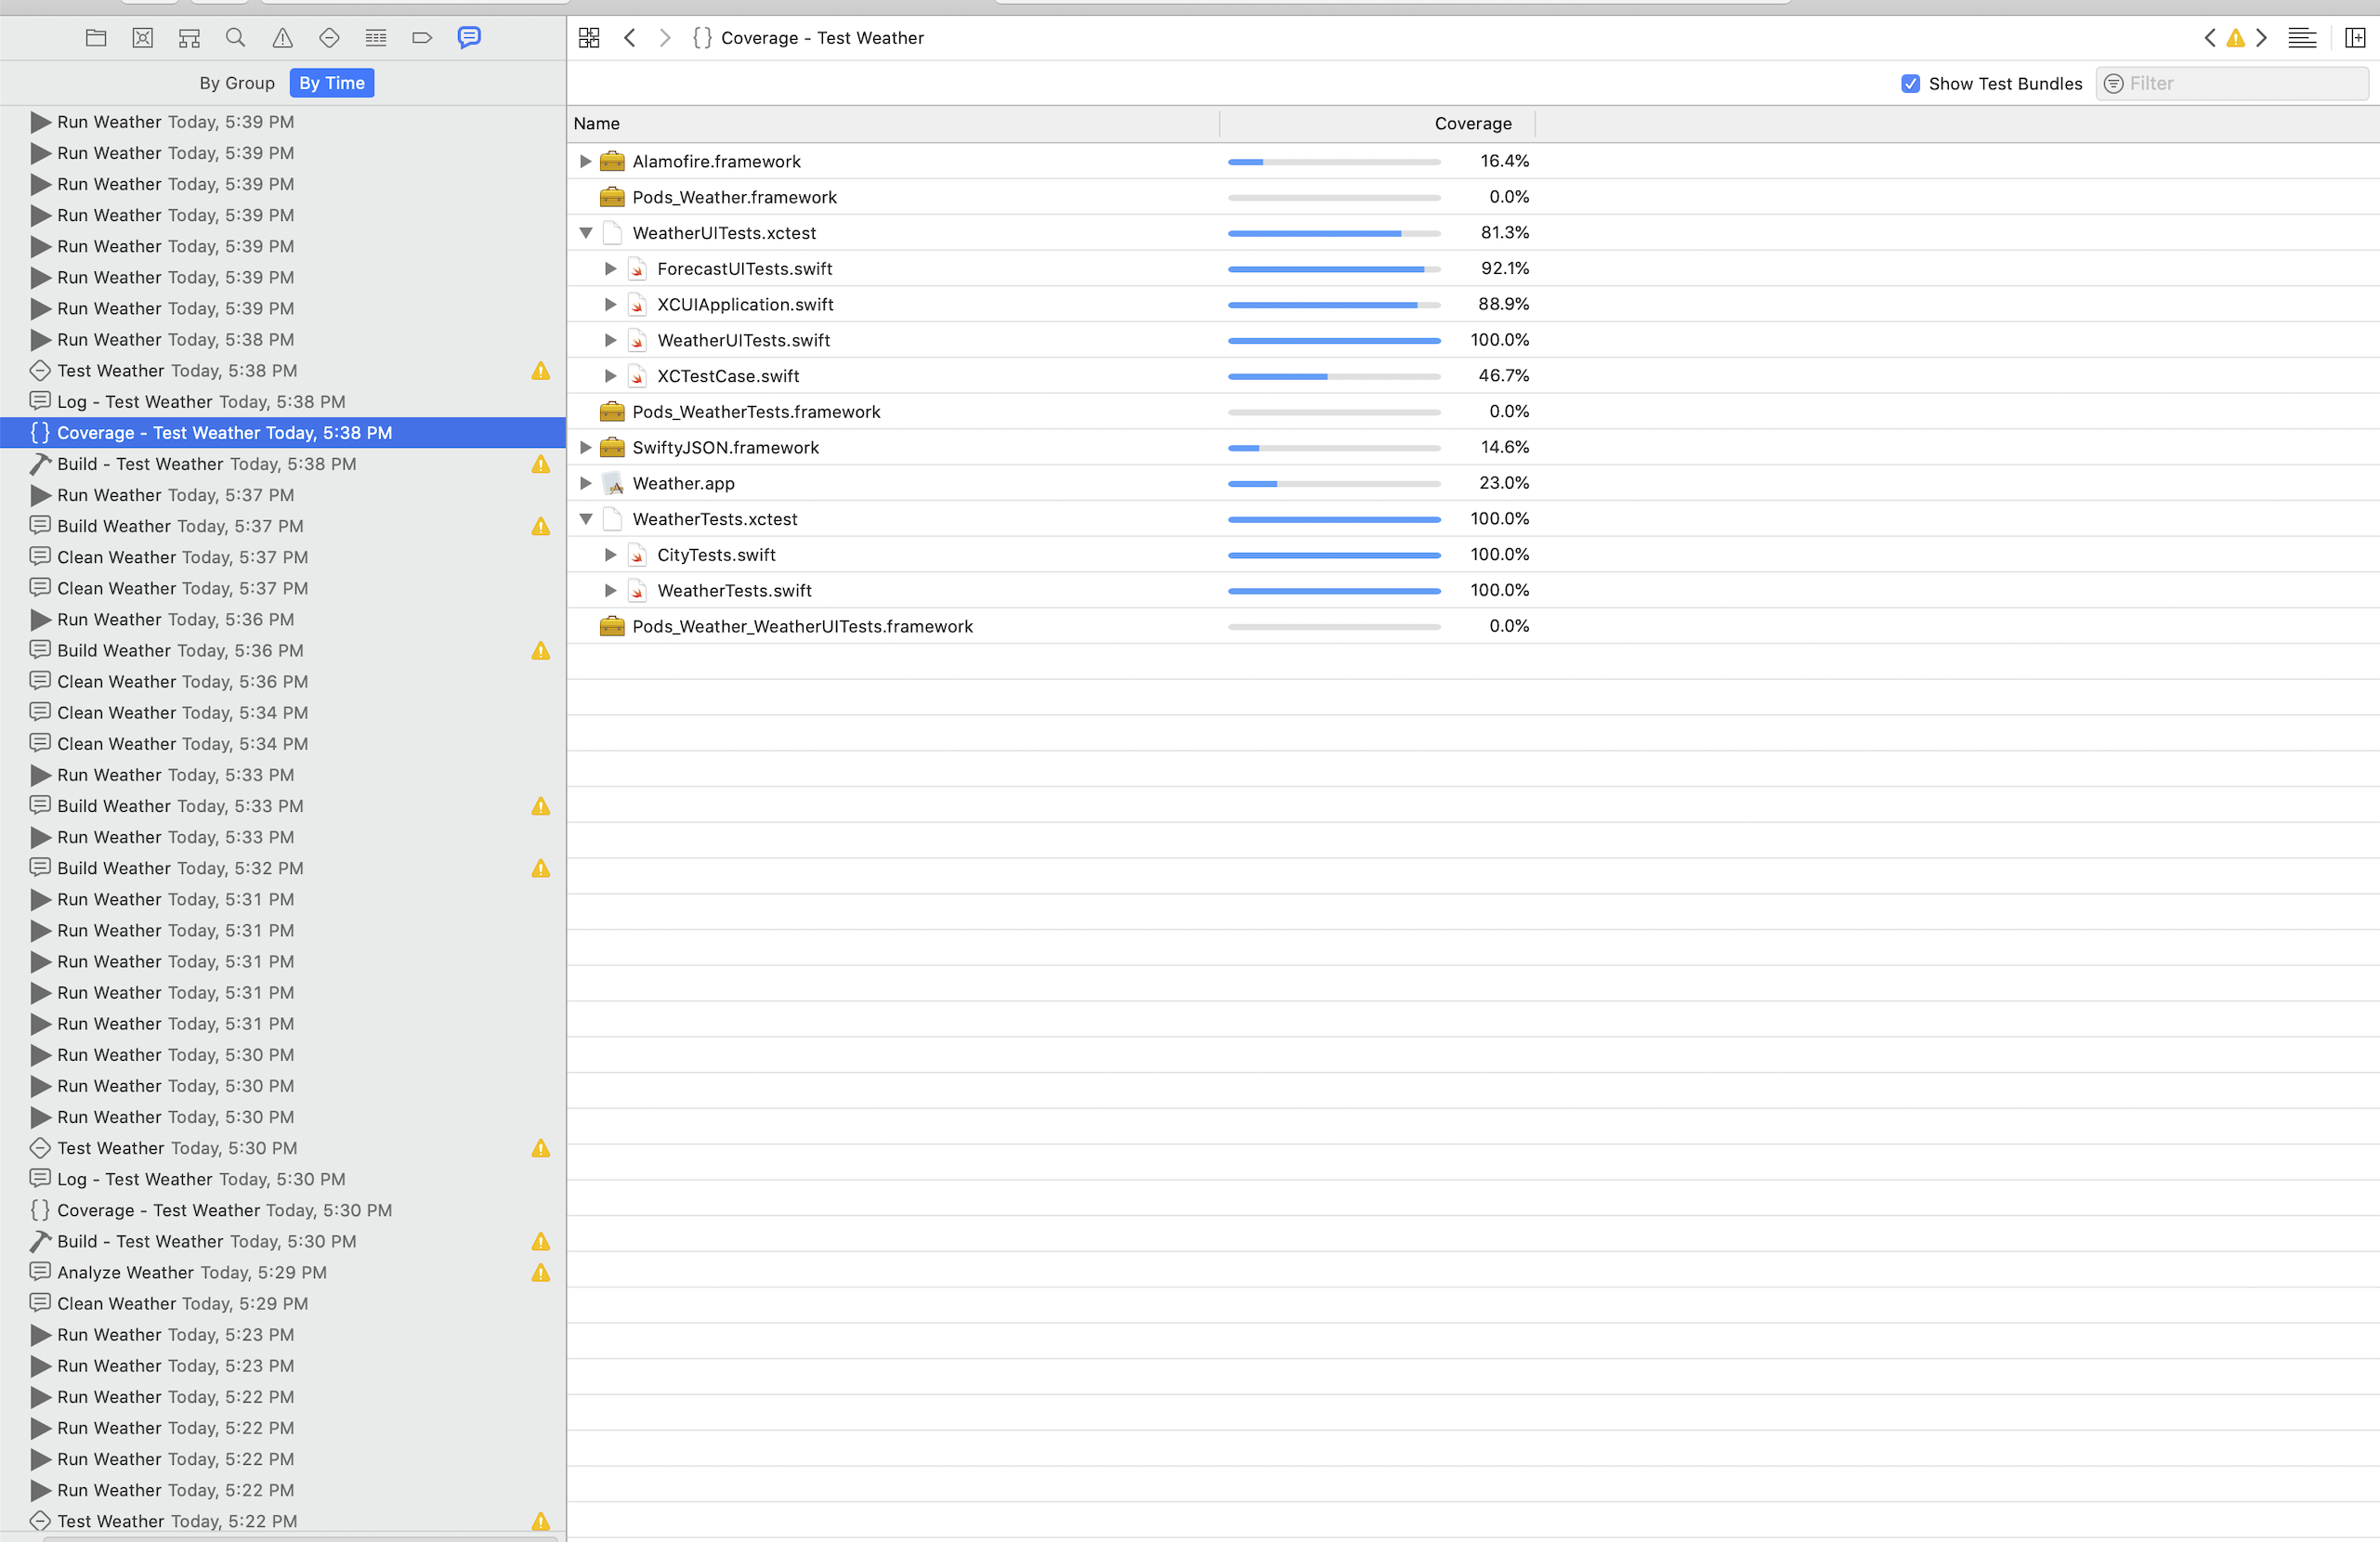 Coverage - Test Weather
By Group By Time
Show Test Bundles Filter
Run Weather Today, 5:39 PM
Run Weather Today, 5:39 PM
Run Weather Today, 5:39 PM
Run Weather Today, 5:39 PM
Run Weather Today, 5:39 PM
Run Weather Today, 5:39 PM
Run Weather Today, 5:39 PM
Run Weather Today, 5:38 PM
Test Weather Today, 5:38 PM
Log - Test Weather Today, 5:38 PM
Coverage - Test Weather Today, 5:38 PM
Build - Test Weather Today, 5:38 PM
Run Weather Today, 5:37 PM
Build Weather Today, 5:37 PM
Clean Weather Today, 5:37 PM
Clean Weather Today, 5:37 PM
Run Weather Today, 5:36 PM
Build Weather Today, 5:36 PM
Clean Weather Today, 5:36 PM
Clean Weather Today, 5:34 PM
Clean Weather Today, 5:34 PM
Run Weather Today, 5:33 PM
Build Weather Today, 5:33 PM
Run Weather Today, 5:33 PM
Build Weather Today, 5:32 PM
Run Weather Today, 5:31 PM
Run Weather Today, 5:31 PM
Run Weather Today, 5:31 PM
Run Weather Today, 5:31 PM
Run Weather Today, 5:31 PM
Run Weather Today, 5:30 PM
Run Weather Today, 5:30 PM
Run Weather Today, 5:30 PM
Test Weather Today, 5:30 PM
Log - Test Weather Today, 5:30 PM
Coverage - Test Weather Today, 5:30 PM
Build - Test Weather Today, 5:30 PM
Analyze Weather Today, 5:29 PM
Clean Weather Today, 5:29 PM
Run Weather Today, 5:23 PM
Run Weather Today, 5:23 PM
Run Weather Today, 5:22 PM
Run Weather Today, 5:22 PM
Run Weather Today, 5:22 PM
Run Weather Today, 5:22 PM
Test Weather Today, 5:22 PM
Name Coverage
Alamofire.framework 16.4%
Pods_Weather.framework 0.0%
WeatherUITests.xctest 81.3%
ForecastUITests.swift 92.1%
XCUIApplication.swift 88.9%
WeatherUITests.swift 100.0%
XCTestCase.swift 46.7%
Pods_WeatherTests.framework 0.0%
SwiftyJSON.framework 14.6%
Weather.app 23.0%
WeatherTests.xctest 100.0%
CityTests.swift 100.0%
WeatherTests.swift 100.0%
Pods_Weather_WeatherUITests.framework 0.0%